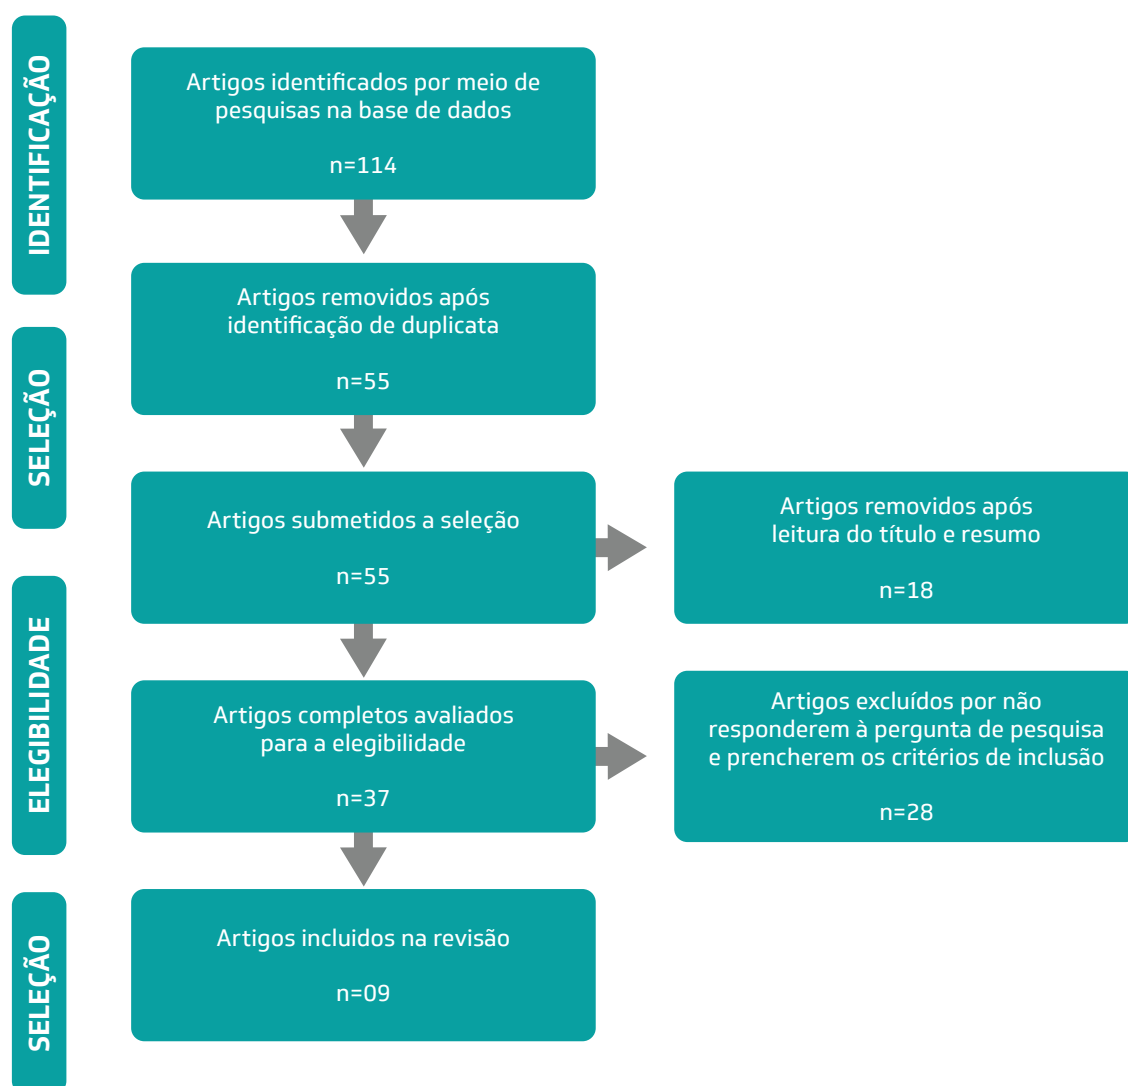 IDENTIFICAÇÃO
Artigos identificados por meio de
pesquisas na base de dados
n=114
Artigos removidos após
identificação de duplicata
n=55
SELEÇÃO
Artigos submetidos a seleção
n=55
Artigos removidos após
leitura do título e resumo
n=18
ELEGIBILIDADE
Artigos completos avaliados
para a elegibilidade
n=37
Artigos excluídos por não
responderem à pergunta de pesquisa
e prencherem os critérios de inclusão
n=28
SELEÇÃO
Artigos incluidos na revisão
n=09